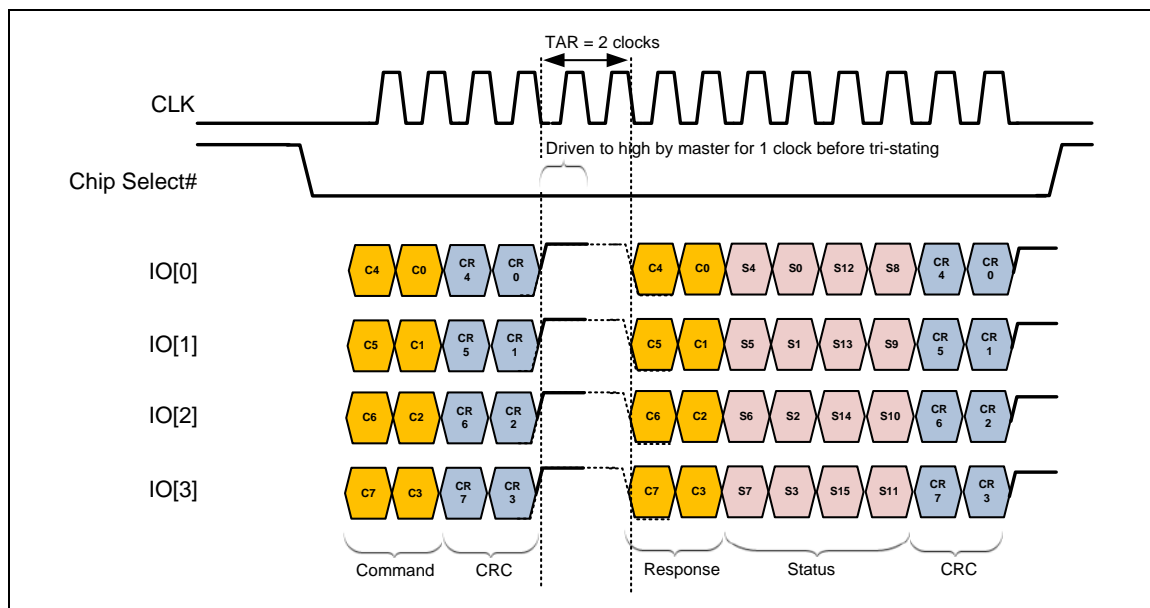 TAR = 2 clocks
CLK
Driven to high by master for 1 clock before tri-stating
Chip Select#
IO[0]
C4 C0 CR 4 CR 0 C4 C0 S4 S0 S12 S8 CR 4 CR 0
IO[1]
C5 C1 CR 5 CR 1 C5 C1 S5 S1 S13 S9 CR 5 CR 1
IO[2]
C6 C2 CR 6 CR 2 C6 C2 S6 S2 S14 S10 CR 6 CR 2
IO[3]
C7 C3 CR 7 CR 3 C7 C3 S7 S3 S15 S11 CR 7 CR 3
Command CRC Response Status CRC